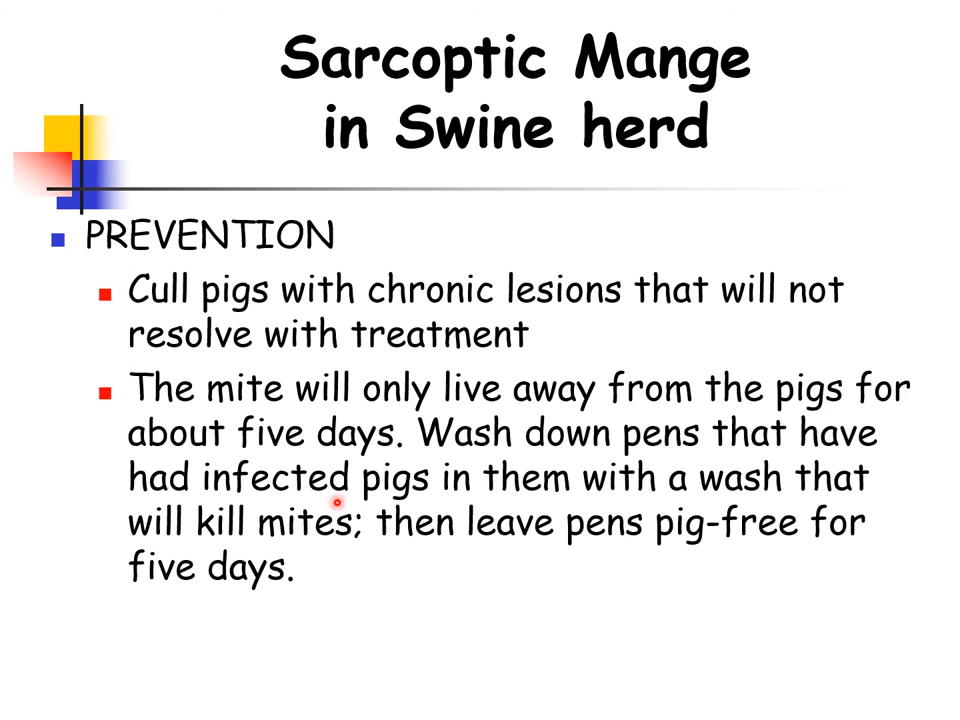 Sarcoptic Mange
in Swine herd
PREVENTION
Cull pigs with chronic lesions that will not
resolve with treatment
The mite will only live away from the pigs for
about five days. Wash down pens that have
had infected pigs in them with a wash that
will kill mites; then leave pens pig-free for
five days.